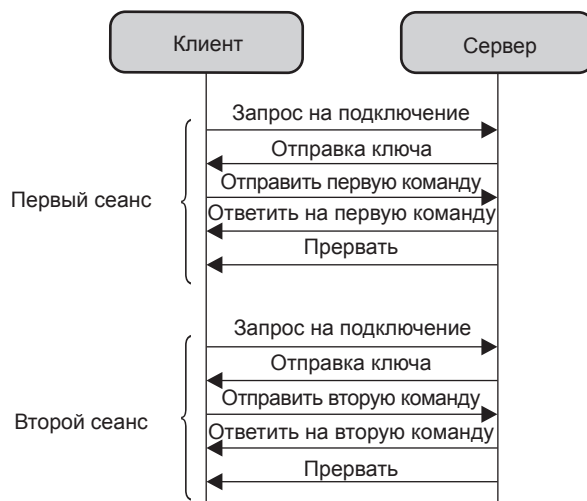 Клиент
Сервер
Запрос на подключение
Отправка ключа
Отправить первую команду
Ответить на первую команду
Прервать
Первый сеанс
Запрос на подключение
Отправка ключа
Отправить вторую команду
Ответить на вторую команду
Прервать
Второй сеанс